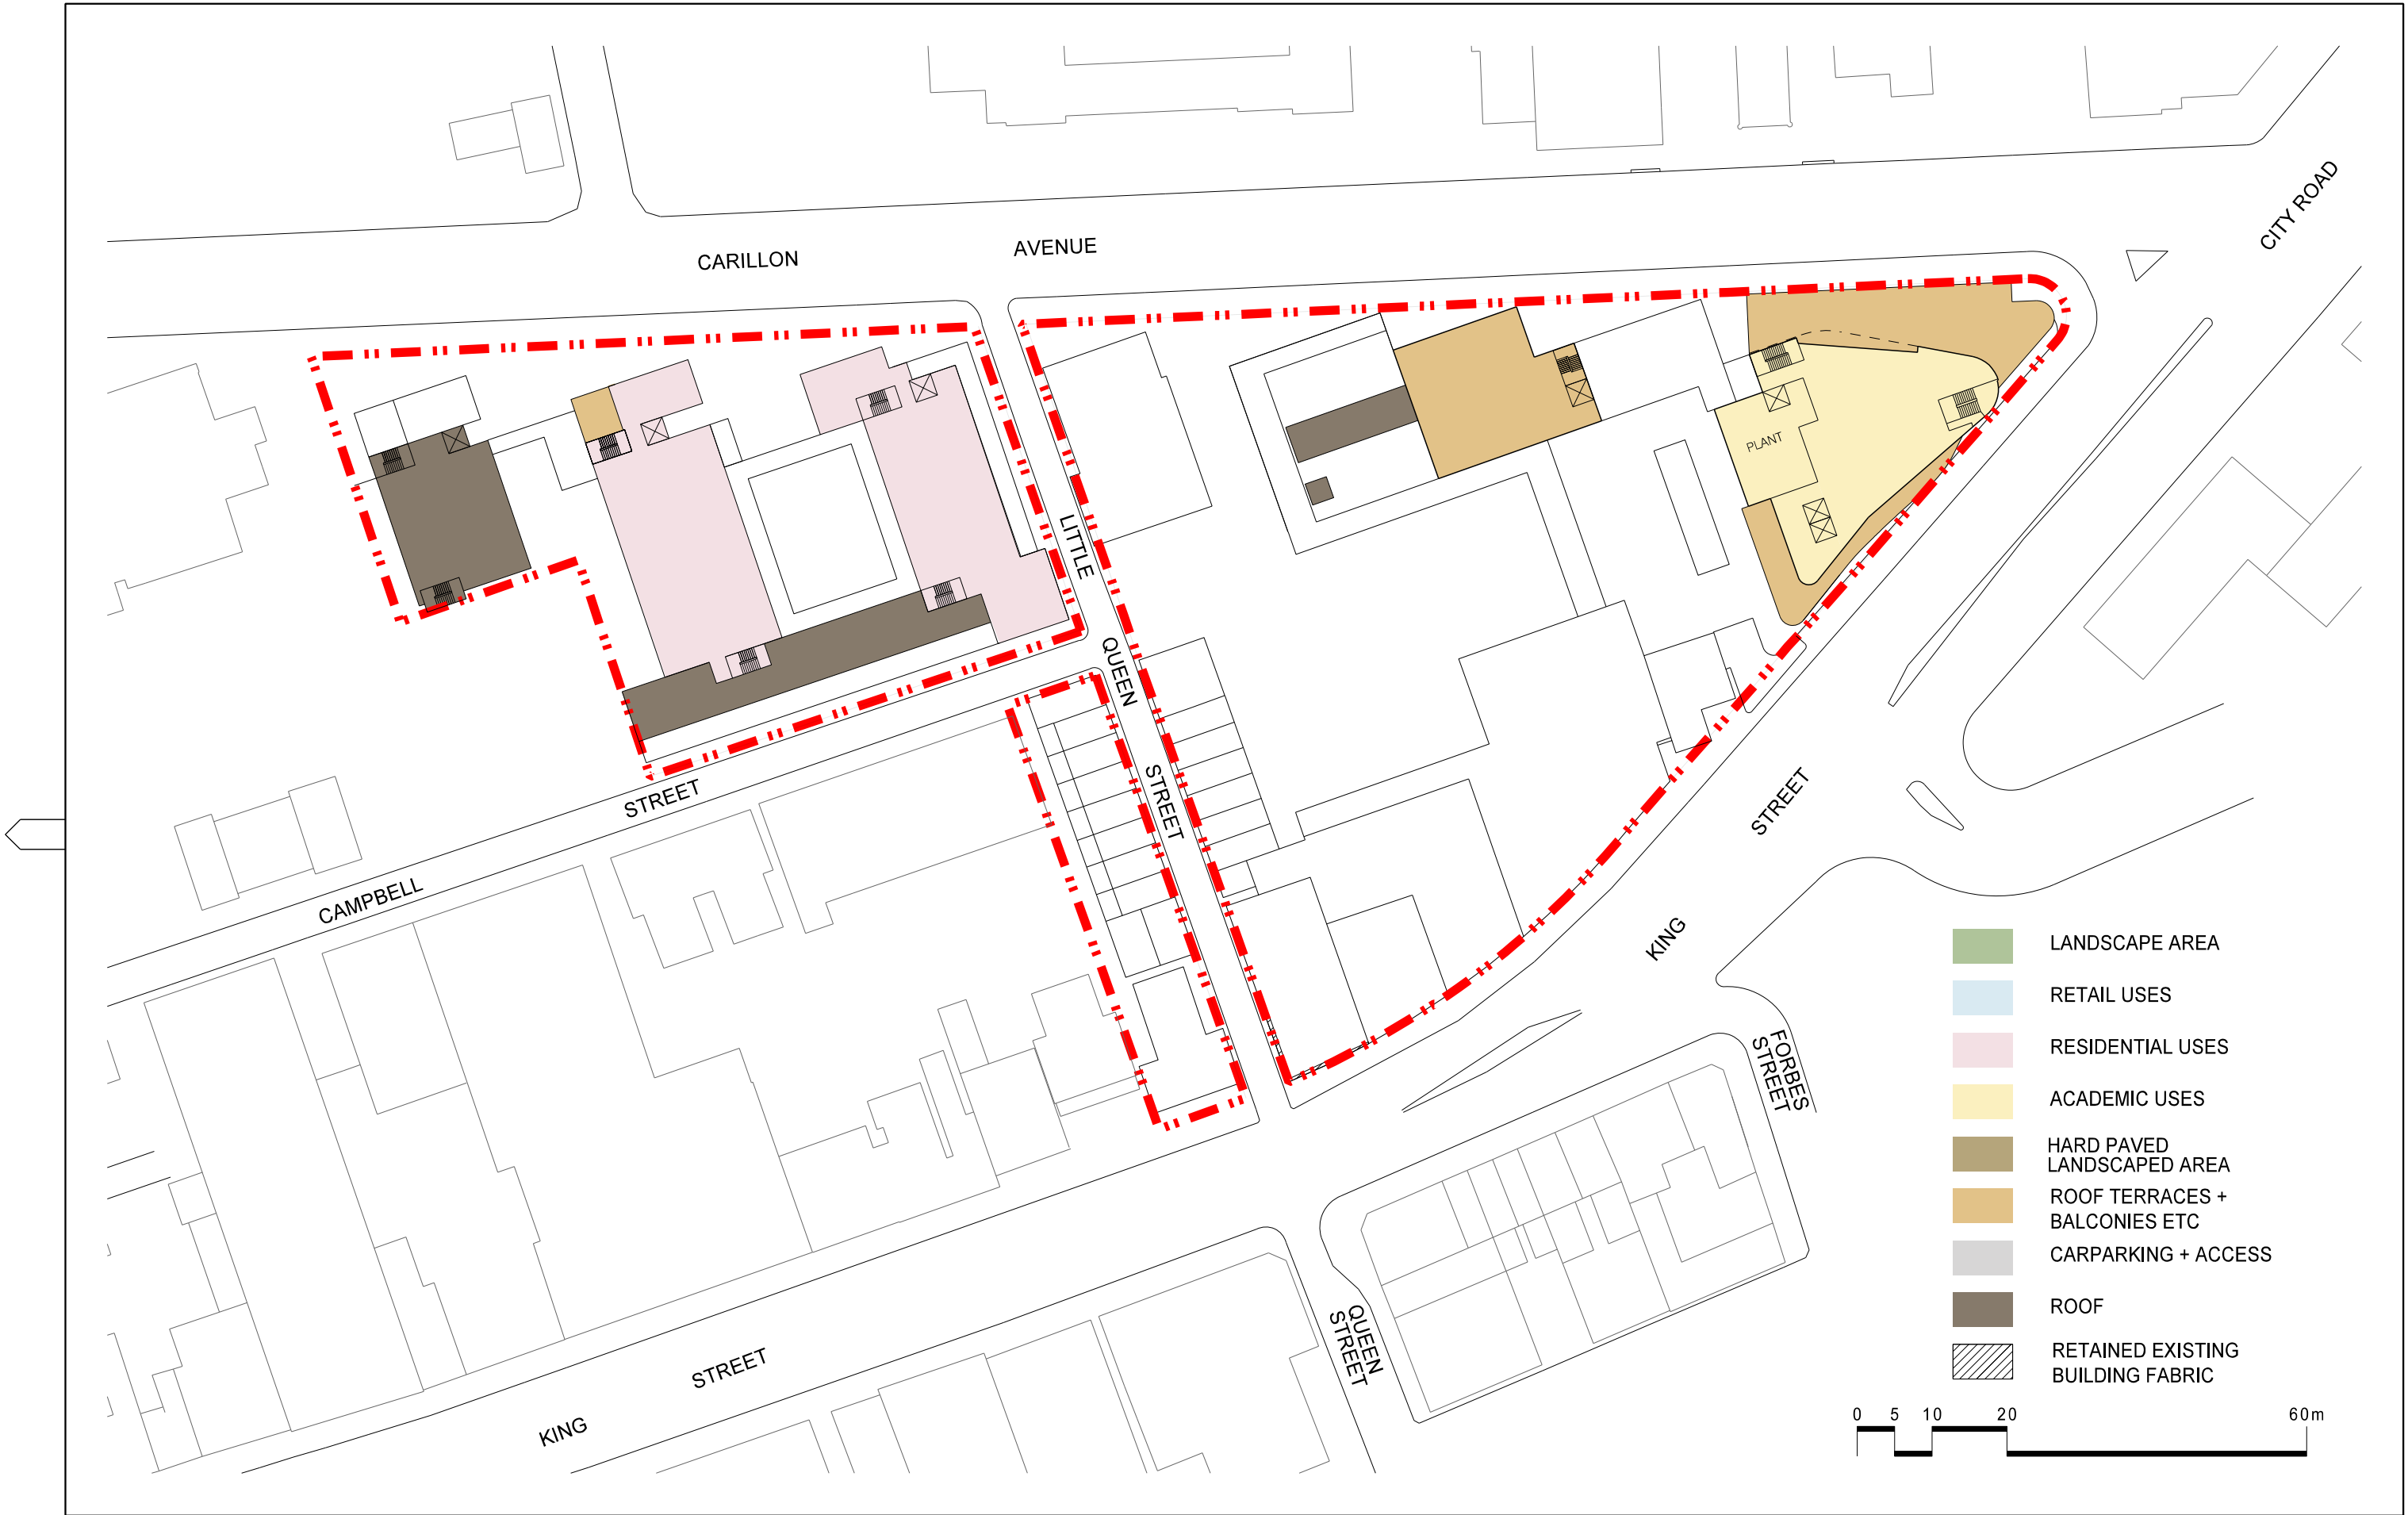 CARILLON
AVENUE
CITY ROAD
PLANT
LITTLE
QUEEN
STREET
STREET
CAMPBELL
STREET
KING
FORBES
STREET
QUEEN
STREET
STREET
KING
LANDSCAPE AREA
RETAIL USES
RESIDENTIAL USES
ACADEMIC USES
HARD PAVED
LANDSCAPED AREA
ROOF TERRACES +
BALCONIES ETC
CARPARKING + ACCESS
ROOF
RETAINED EXISTING
BUILDING FABRIC
0 5 10 20 60m